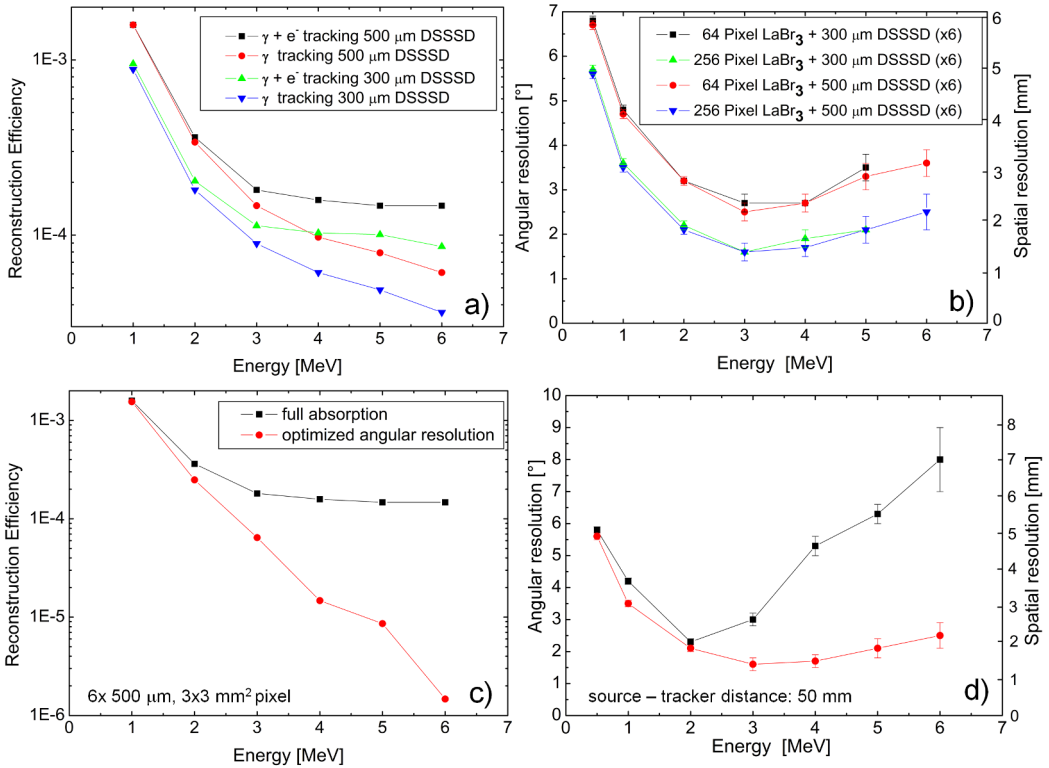 γ + e⁻ tracking 500 μm DSSSD
γ tracking 500 μm DSSSD
γ + e⁻ tracking 300 μm DSSSD
γ tracking 300 μm DSSSD
1E-3
1E-4
Reconstruction Efficiency
a)
0 1 2 3 4 5 6 7
Energy [MeV]
64 Pixel LaBr₃ + 300 μm DSSSD (x6)
256 Pixel LaBr₃ + 300 μm DSSSD (x6)
64 Pixel LaBr₃ + 500 μm DSSSD (x6)
256 Pixel LaBr₃ + 500 μm DSSSD (x6)
7
6
5
4
3
2
1
0
Angular resolution [°]
6
5
4
3
2
1
0
Spatial resolution [mm]
b)
0 1 2 3 4 5 6 7
Energy [MeV]
full absorption
optimized angular resolution
1E-3
1E-4
1E-5
1E-6
Reconstruction Efficiency
6x 500 μm, 3x3 mm² pixel
c)
0 1 2 3 4 5 6 7
Energy [MeV]
10
9
8
7
6
5
4
3
2
1
0
Angular resolution [°]
8
7
6
5
4
3
2
1
0
Spatial resolution [mm]
source – tracker distance: 50 mm
d)
0 1 2 3 4 5 6 7
Energy [MeV]